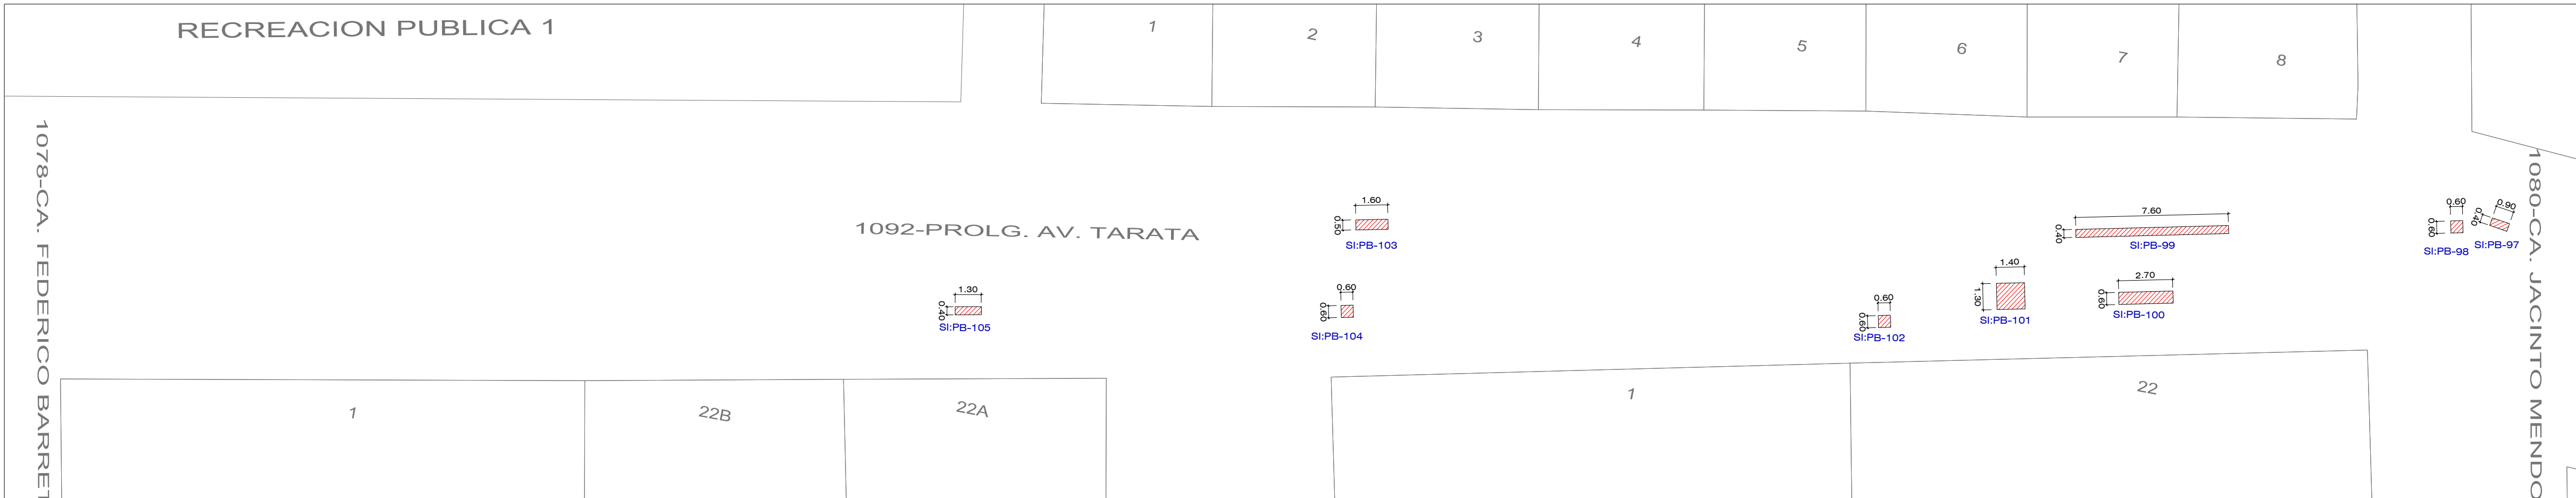 RECREACION PUBLICA 1
1
2
3
4
5
6
7
8
1078-CA. FEDERICO BARRET
1080-CA. JACINTO MENDO
1092-PROLG. AV. TARATA
1.60
0.50
SI:PB-103
7.60
0.40
SI:PB-99
0.60
0.60
SI:PB-98
0.90
0.40
SI:PB-97
1.30
0.40
SI:PB-105
0.60
0.60
SI:PB-104
0.60
0.60
SI:PB-102
1.40
1.30
SI:PB-101
2.70
0.60
SI:PB-100
1
22B
22A
1
22